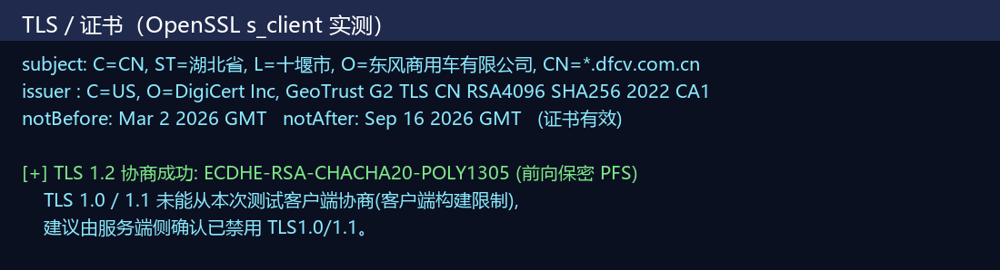 TLS / 证书（OpenSSL s_client 实测）
subject: C=CN, ST=湖北省, L=十堰市, O=东风商用车有限公司, CN=*.dfcv.com.cn
issuer : C=US, O=DigiCert Inc, GeoTrust G2 TLS CN RSA4096 SHA256 2022 CA1
notBefore: Mar 2 2026 GMT   notAfter: Sep 16 2026 GMT   (证书有效)
[+] TLS 1.2 协商成功: ECDHE-RSA-CHACHA20-POLY1305 (前向保密 PFS)
TLS 1.0 / 1.1 未能从本次测试客户端协商(客户端构建限制),
建议由服务端侧确认已禁用 TLS1.0/1.1。